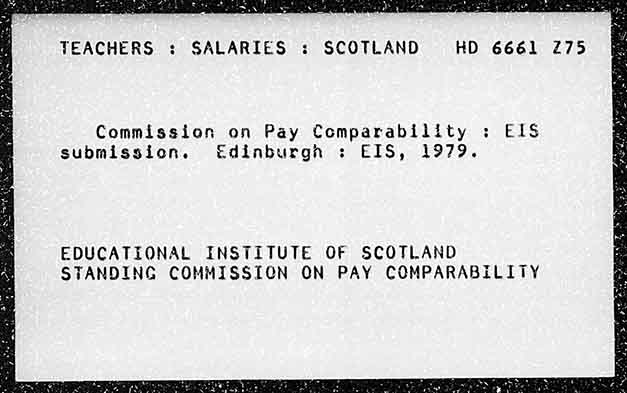 TEACHERS : SALARIES : SCOTLAND HD 6661 Z75
Commission on Pay Comparability : EIS
submission. Edinburgh : EIS, 1979.
EDUCATIONAL INSTITUTE OF SCOTLAND
STANDING COMMISSION ON PAY COMPARABILITY